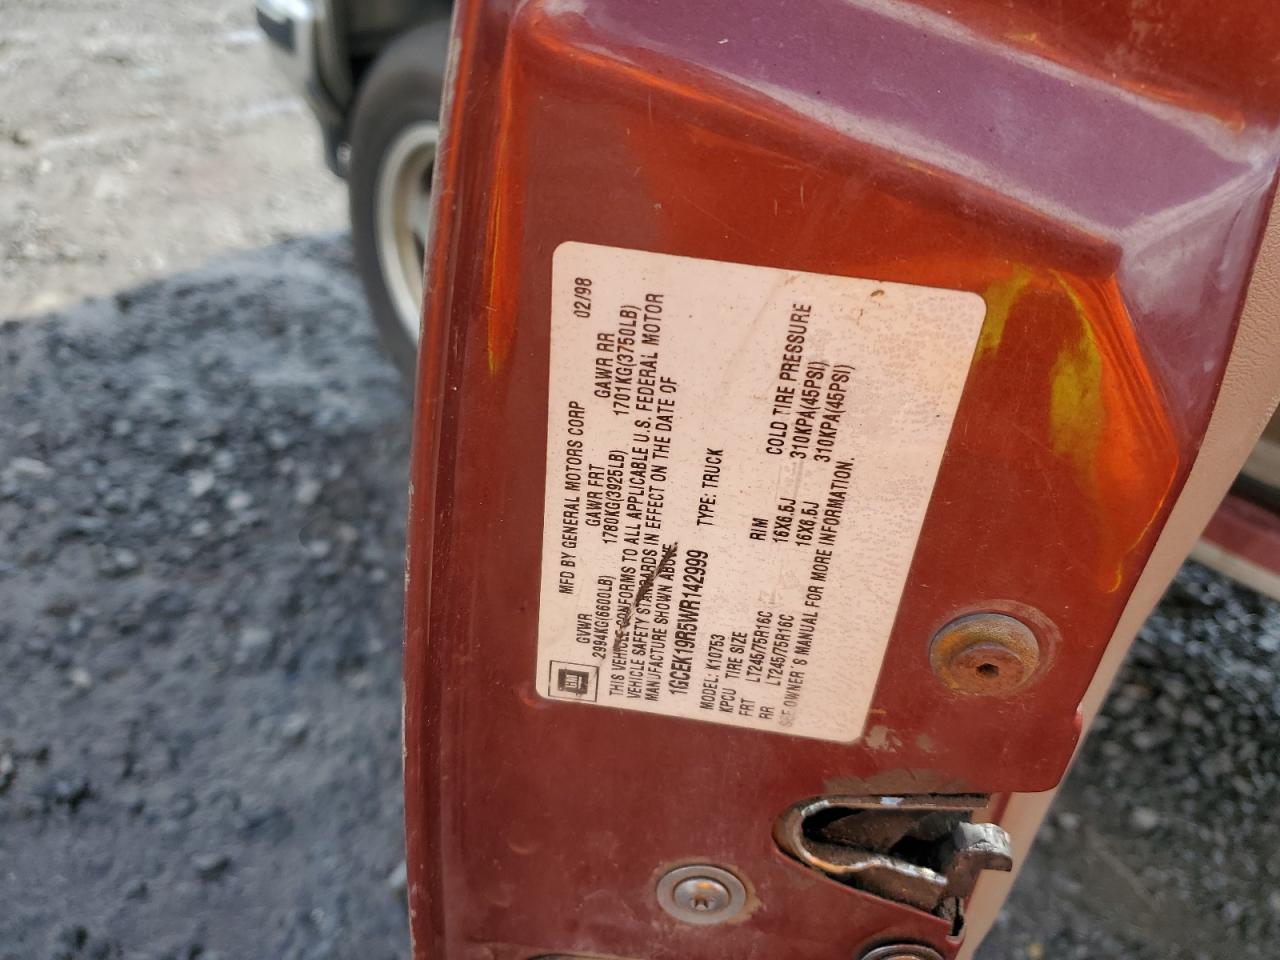 MFD BY GENERAL MOTORS CORP 02/98
GVWR GAWR FRT GAWR RR
2994KG(6600LB) 1780KG(3925LB) 1701KG(3750LB)
THIS VEHICLE CONFORMS TO ALL APPLICABLE U.S. FEDERAL MOTOR
VEHICLE SAFETY STANDARDS IN EFFECT ON THE DATE OF
MANUFACTURE SHOWN ABOVE.
1GCEK19R5WR142999 TYPE: TRUCK
MODEL: K10753
KPCU TIRE SIZE RIM COLD TIRE PRESSURE
FRT LT245/75R16C 16X6.5J 310KPA(45PSI)
RR LT245/75R16C 16X6.5J 310KPA(45PSI)
SEE OWNER'S MANUAL FOR MORE INFORMATION.
GM